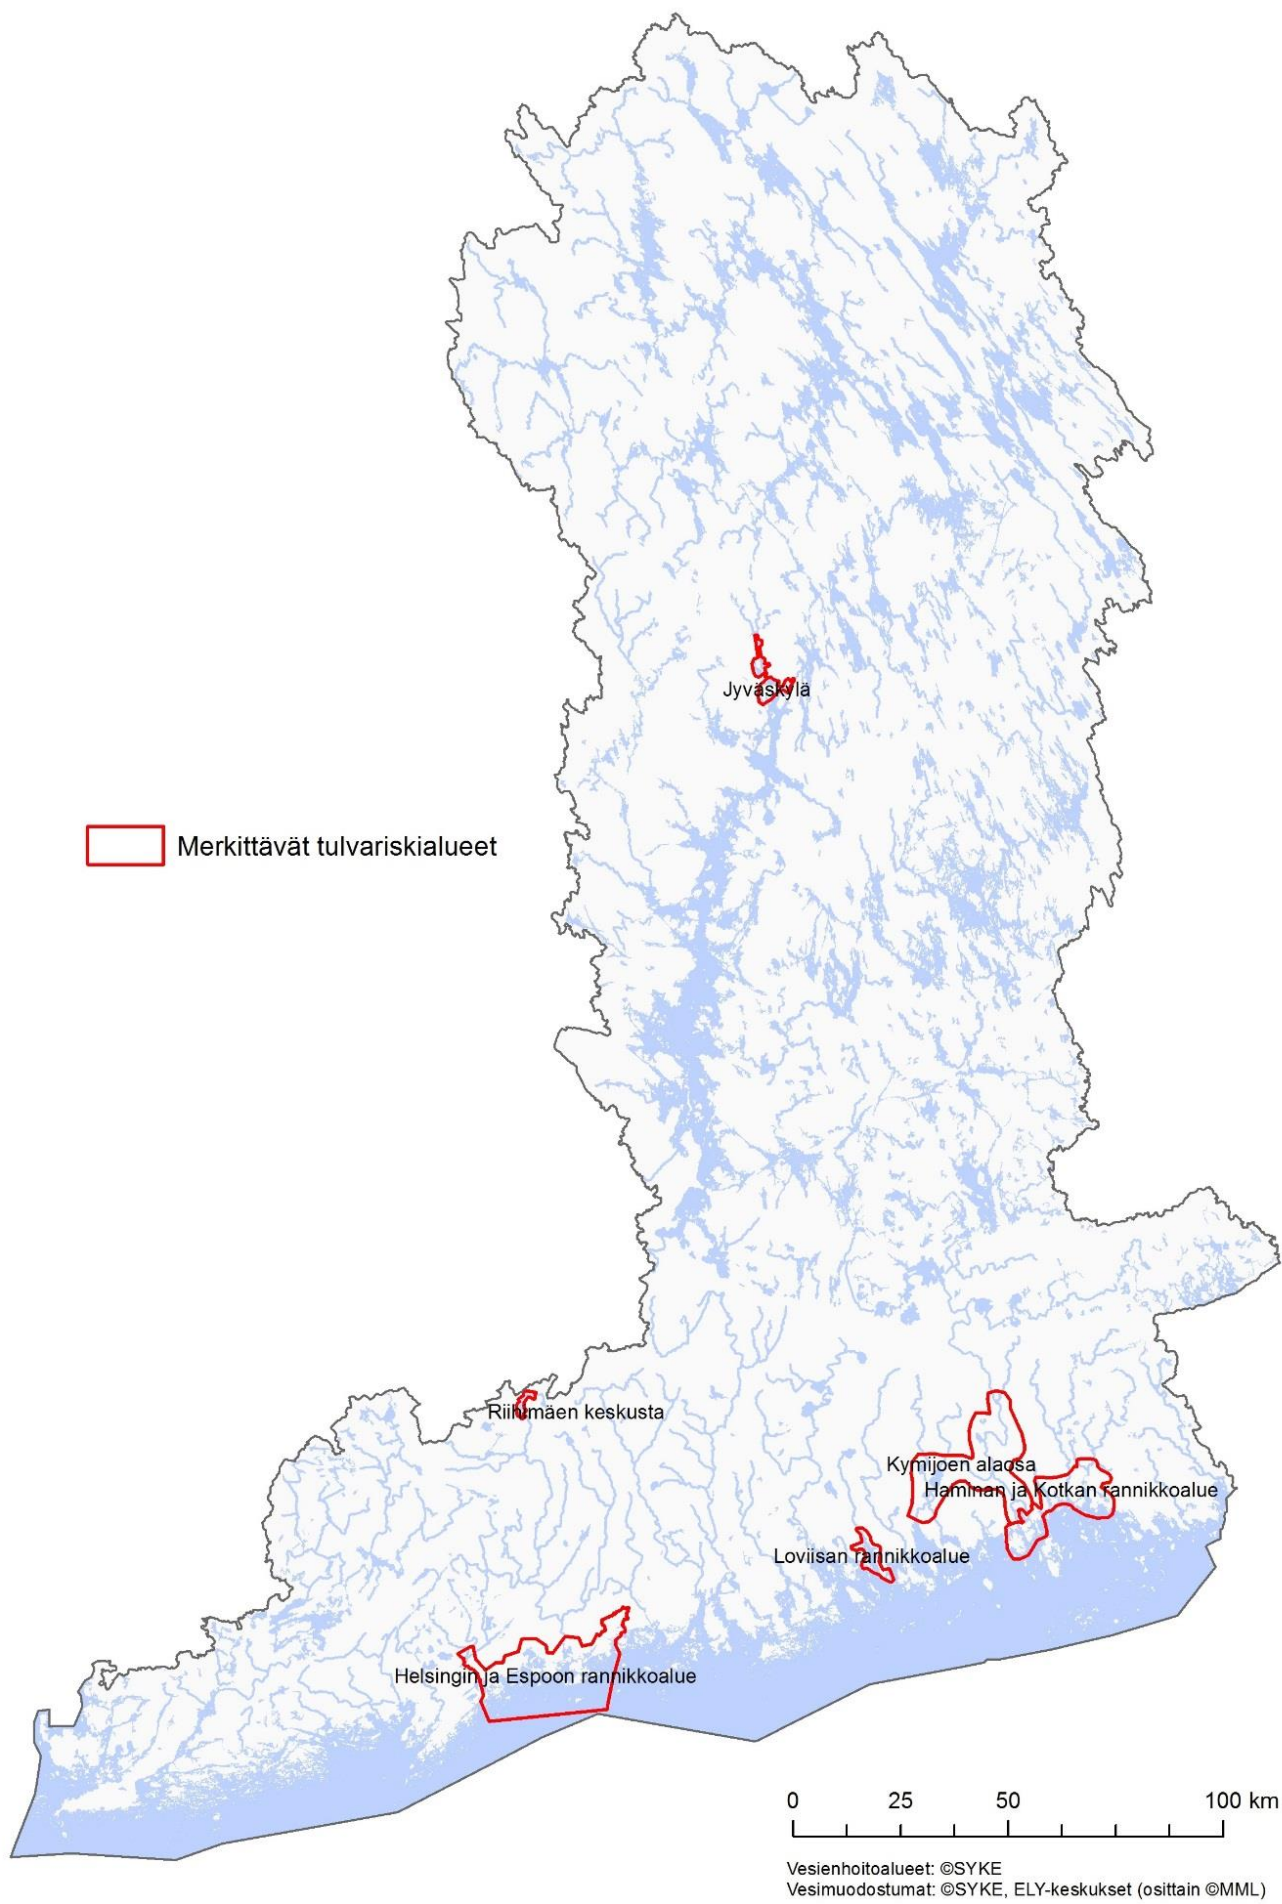 Jyväskylä
Merkittävät tulvariskialueet
Riihimäen keskusta
Kymijoen alaosa
Haminan ja Kotkan rannikkoalue
Loviisan rannikkoalue
Helsingin ja Espoon rannikkoalue
0 25 50 100 km
Vesienhoitoalueet: ©SYKE
Vesimuodostumat: ©SYKE, ELY-keskukset (osittain ©MML)